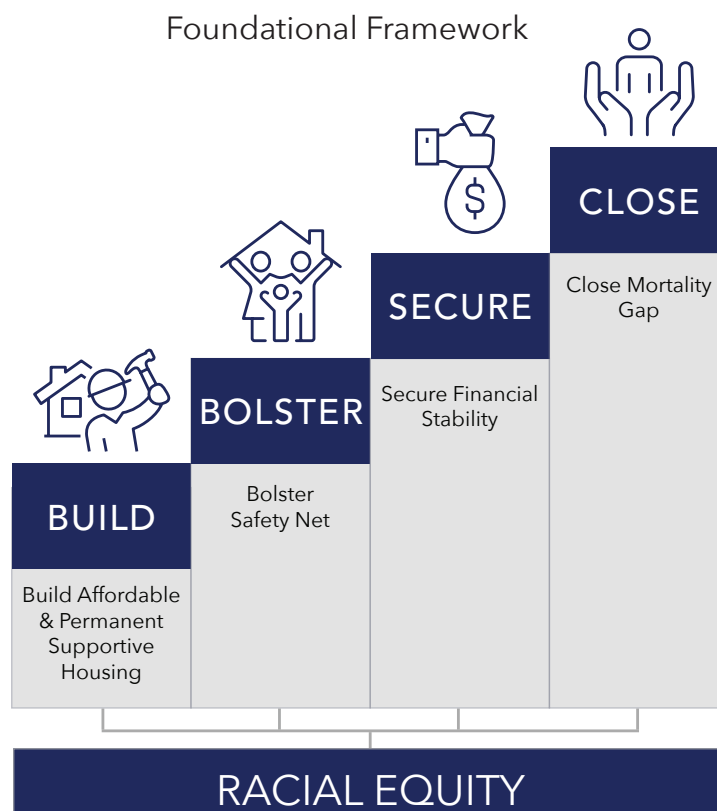 Foundational Framework
CLOSE
Close Mortality
Gap
$
SECURE
Secure Financial
Stability
BOLSTER
Bolster
Safety Net
BUILD
Build Affordable
& Permanent
Supportive
Housing
RACIAL EQUITY